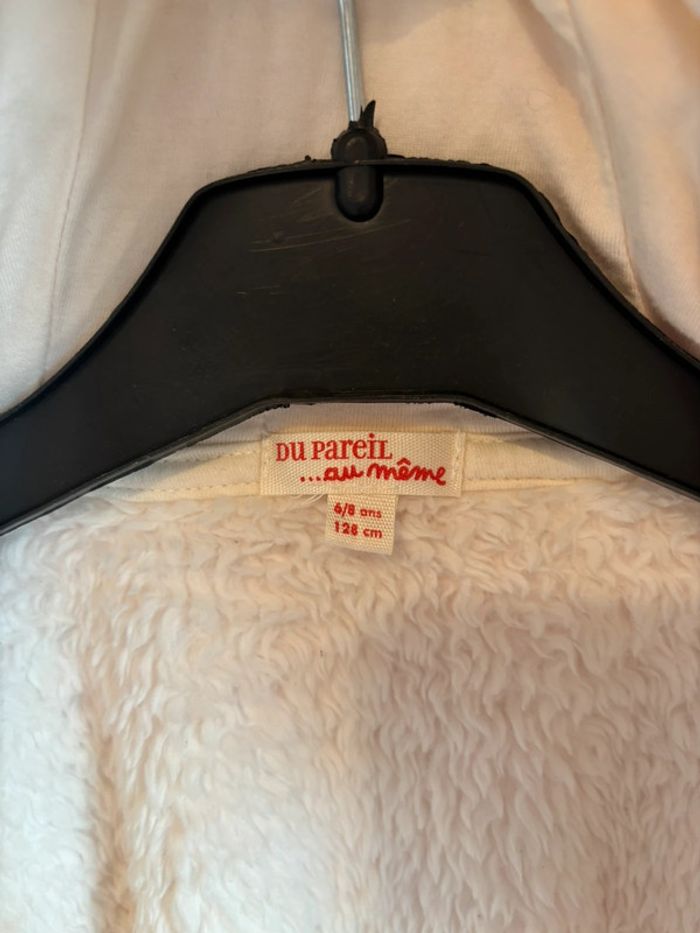 DU PAREIL
...au même
6/8 ans
128 cm